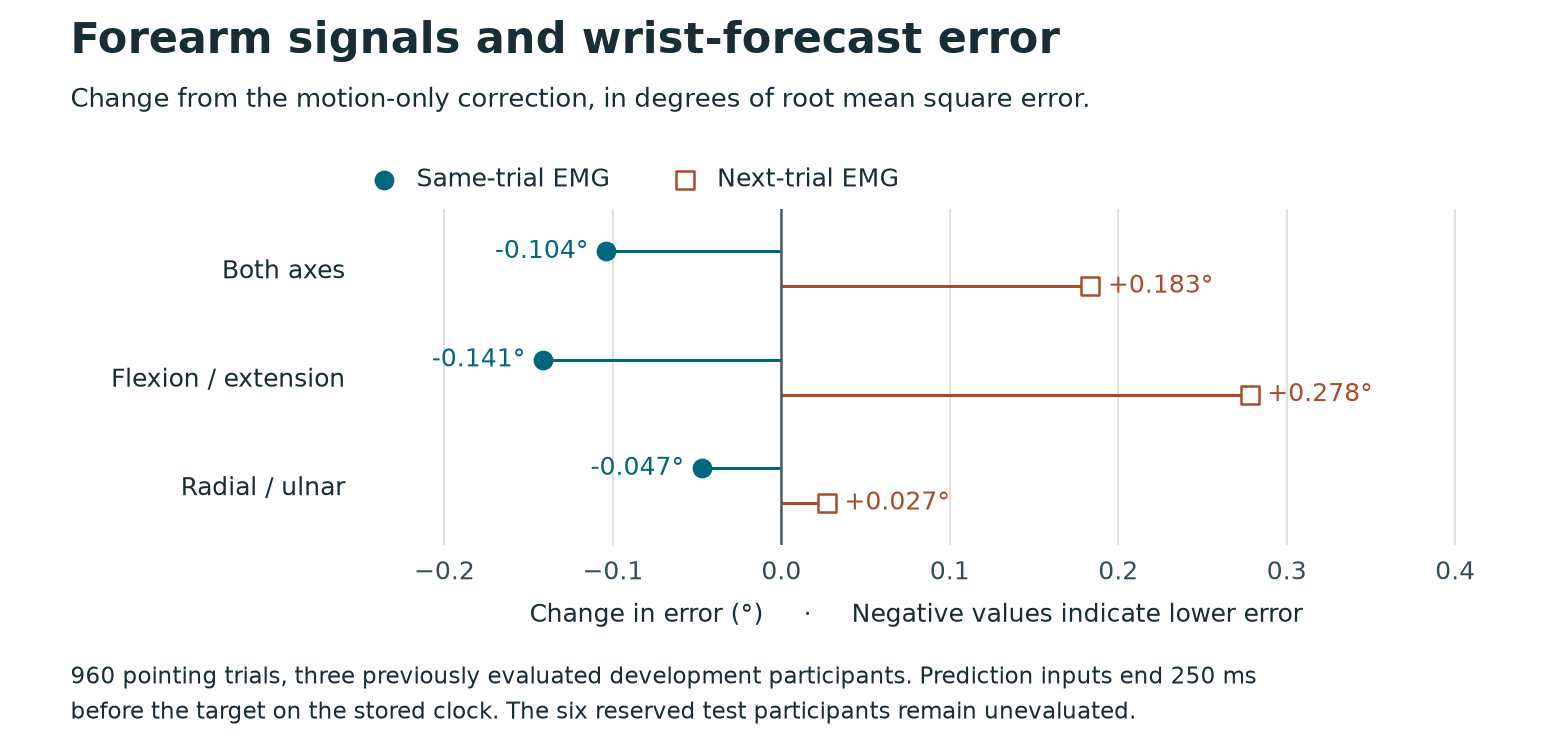 Forearm signals and wrist-forecast error
Change from the motion-only correction, in degrees of root mean square error.
Same-trial EMG
Next-trial EMG
Both axes
-0.104°
+0.183°
Flexion / extension
-0.141°
+0.278°
Radial / ulnar
-0.047°
+0.027°
−0.2
−0.1
0.0
0.1
0.2
0.3
0.4
Change in error (°) · Negative values indicate lower error
960 pointing trials, three previously evaluated development participants. Prediction inputs end 250 ms
before the target on the stored clock. The six reserved test participants remain unevaluated.